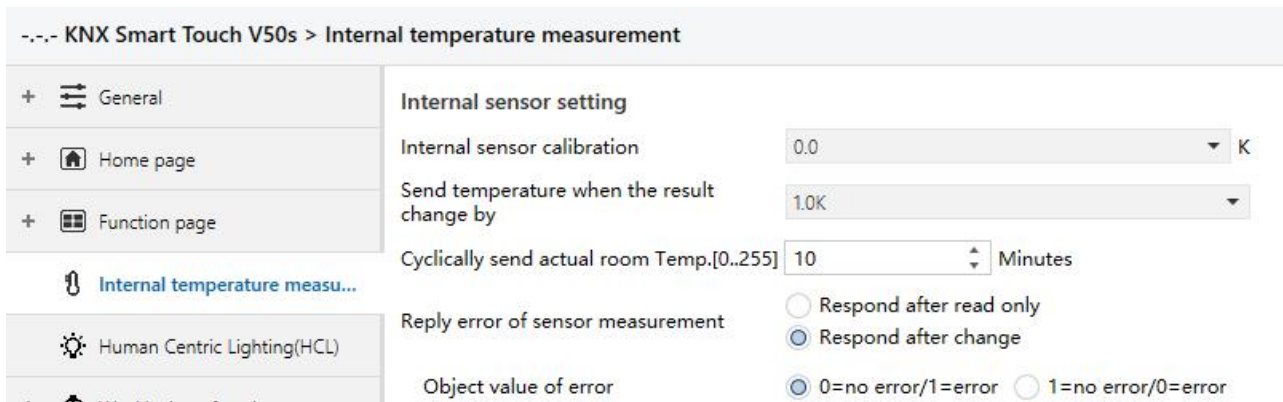 -.-.- KNX Smart Touch V50s > Internal temperature measurement
+ General
+ Home page
+ Function page
Internal temperature measu...
Human Centric Lighting(HCL)
Internal sensor setting
Internal sensor calibration 0.0 K
Send temperature when the result
change by 1.0K
Cyclically send actual room Temp.[0..255] 10 Minutes
Reply error of sensor measurement
Respond after read only
Respond after change
Object value of error 0=no error/1=error 1=no error/0=error